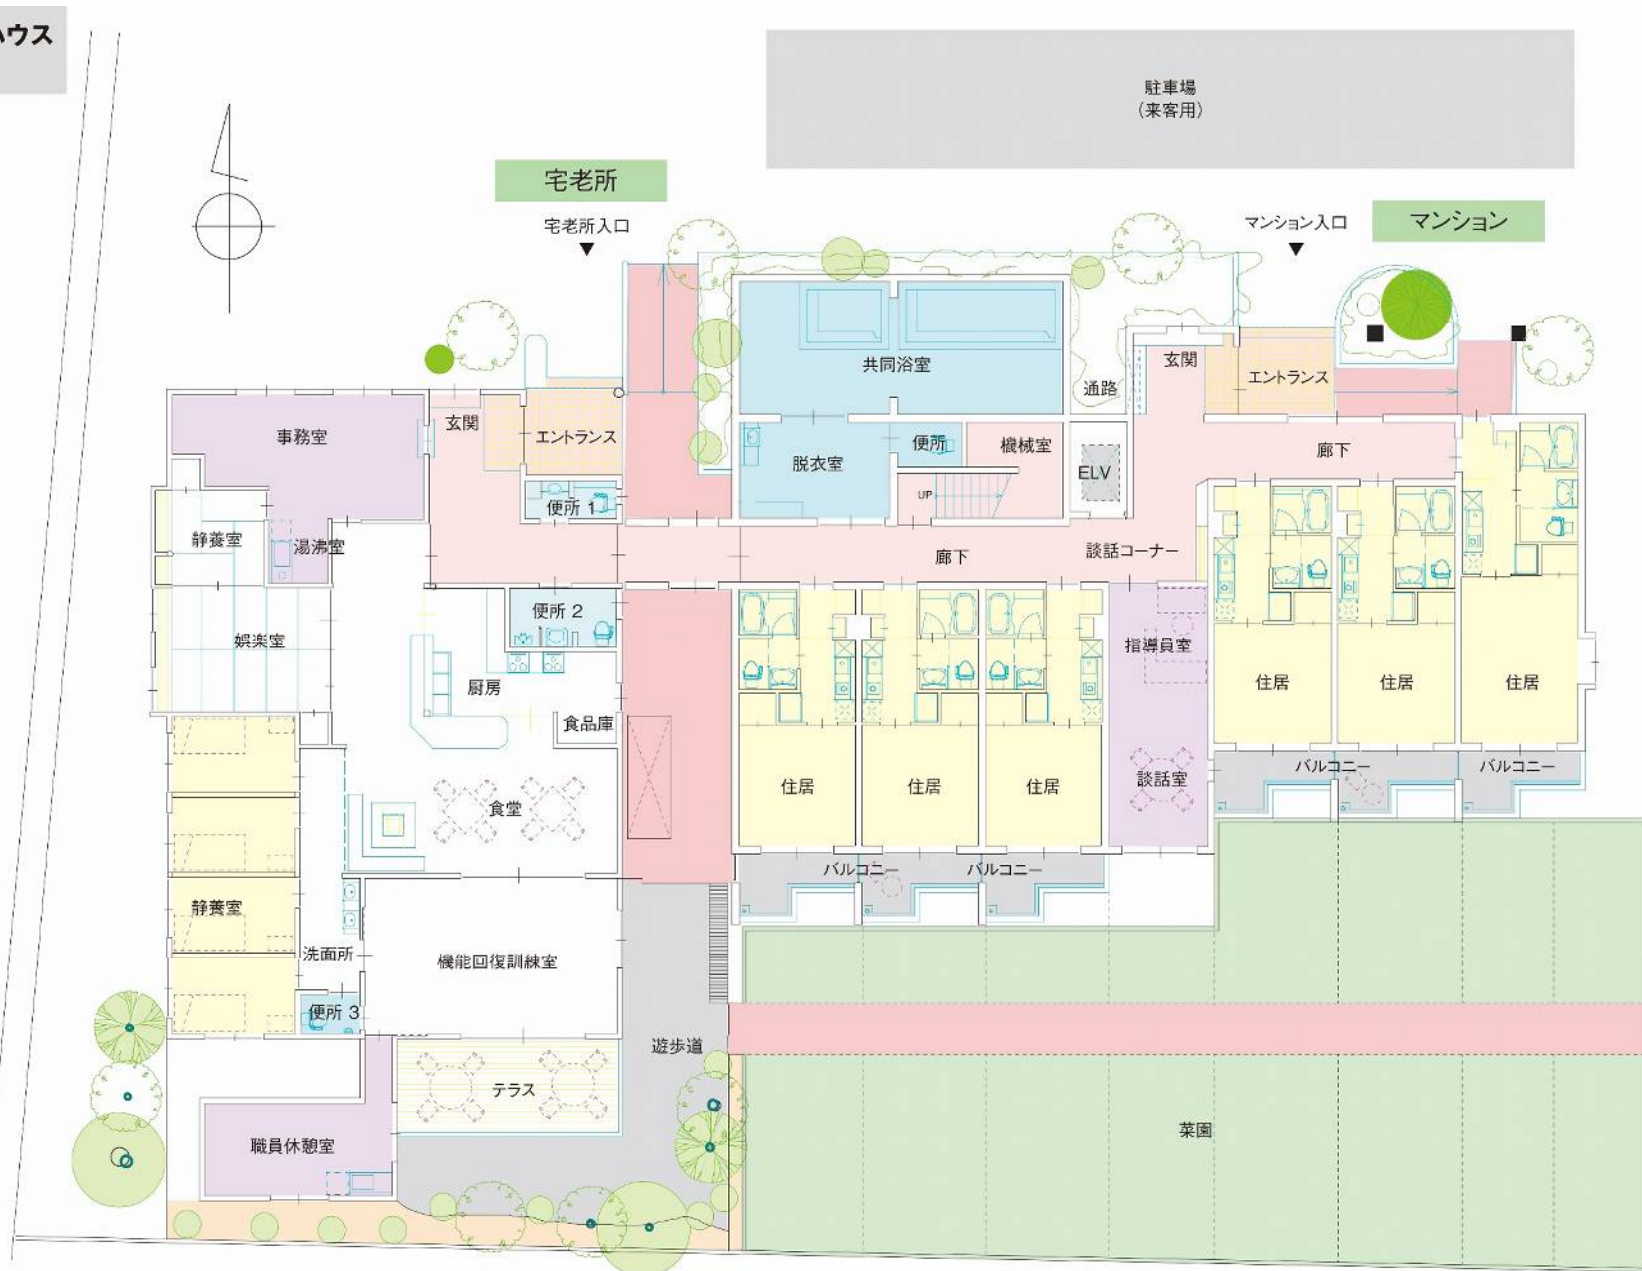 ハウス
駐車場
（来客用）
宅老所
宅老所入口
マンション入口
マンション
共同浴室
玄関
エントランス
通路
事務室
玄関
エントランス
脱衣室
便所
機械室
ELV
廊下
UP
便所 1
静養室
湯沸室
廊下
談話コーナー
便所 2
娯楽室
指導員室
厨房
住居
住居
住居
食品庫
バルコニー
バルコニー
住居
住居
住居
談話室
食堂
バルコニー
バルコニー
静養室
洗面所
機能回復訓練室
便所 3
遊歩道
テラス
菜園
職員休憩室